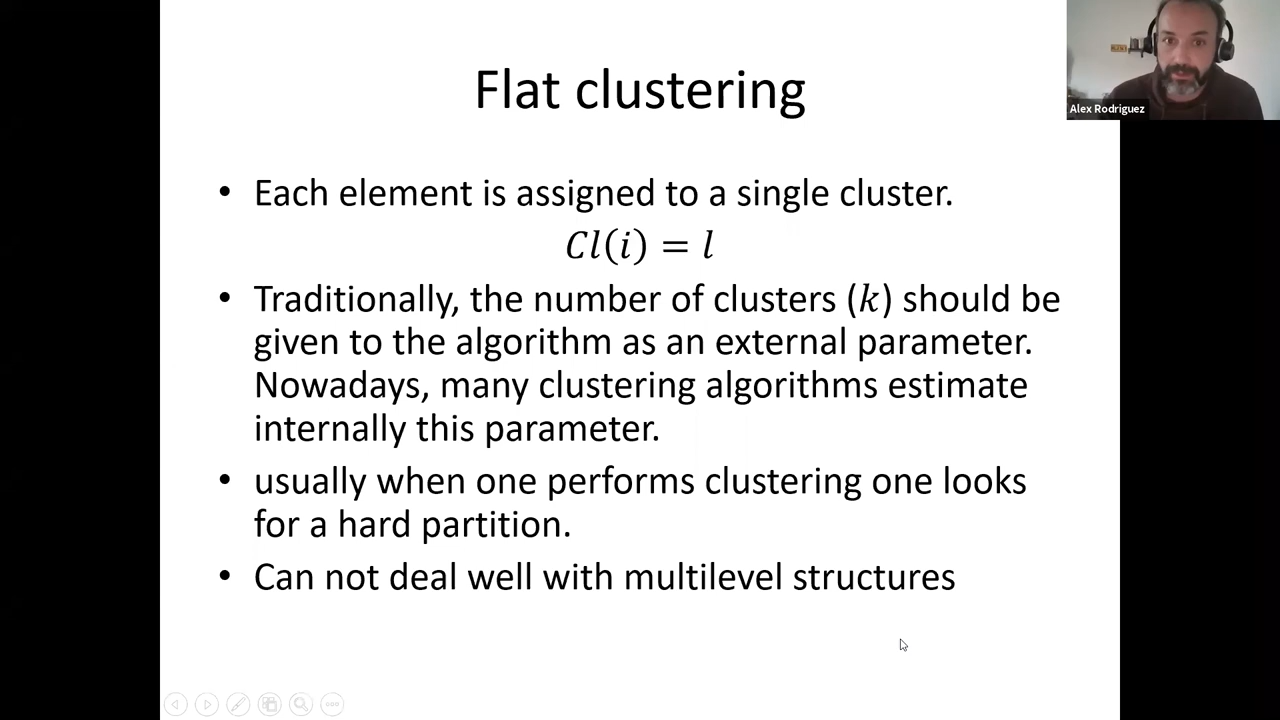 Flat clustering
Alex Rodriguez
• Each element is assigned to a single cluster.
𝐶𝑙(𝑖) = 𝑙
• Traditionally, the number of clusters (𝑘) should be
given to the algorithm as an external parameter.
Nowadays, many clustering algorithms estimate
internally this parameter.
• usually when one performs clustering one looks
for a hard partition.
• Can not deal well with multilevel structures